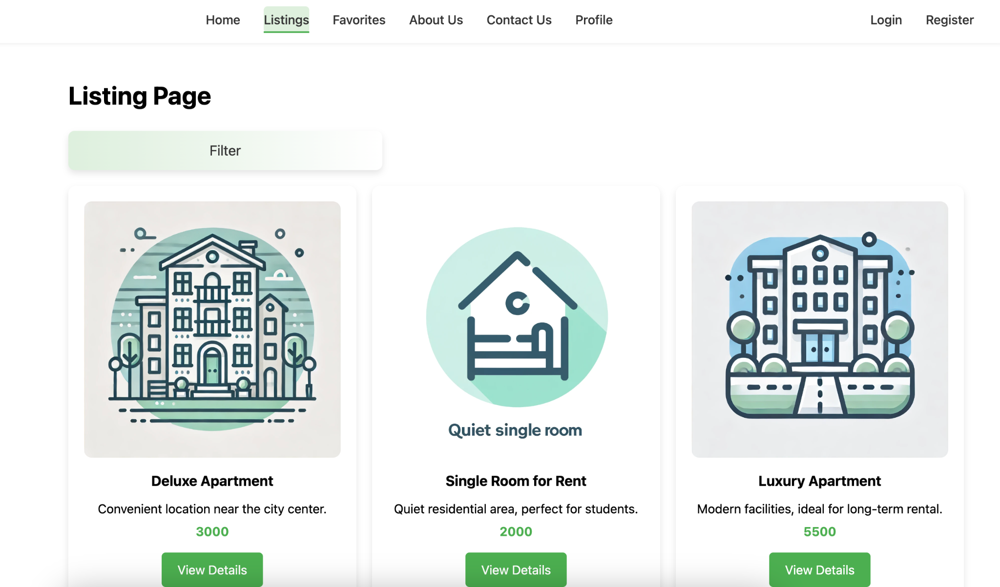 Home Listings Favorites About Us Contact Us Profile Login Register
Listing Page
Filter
Quiet single room
Deluxe Apartment
Convenient location near the city center.
3000
View Details
Single Room for Rent
Quiet residential area, perfect for students.
2000
View Details
Luxury Apartment
Modern facilities, ideal for long-term rental.
5500
View Details